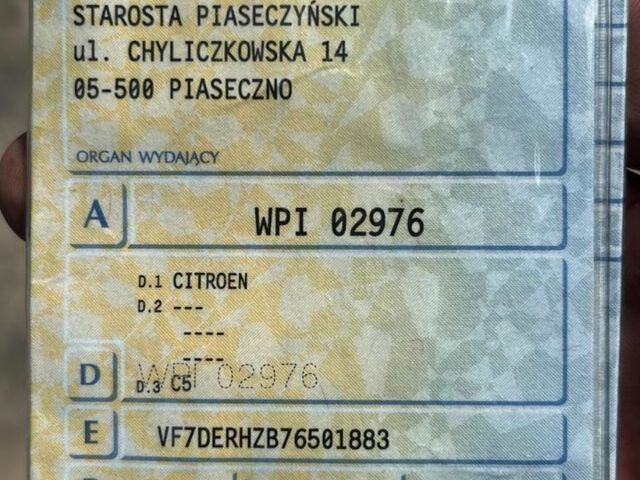 STAROSTA PIASECZYŃSKI
ul. CHYLICZKOWSKA 14
05-500 PIASECZNO
ORGAN WYDAJĄCY
A WPI 02976
D.1 CITROEN
D.2 ---
----
----
D WPI 02976
D.3 C5
E VF7DERHZB76501883